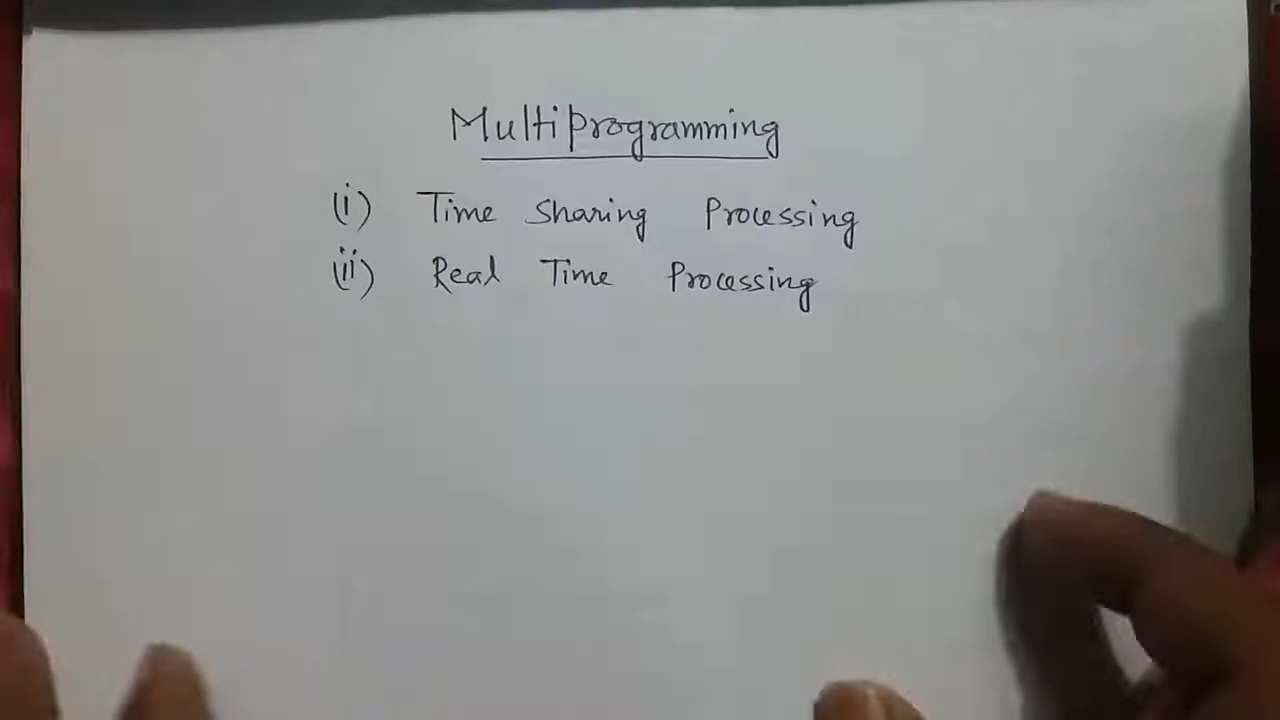 Multiprogramming
(i) Time Sharing Processing
(ii) Real Time Processing